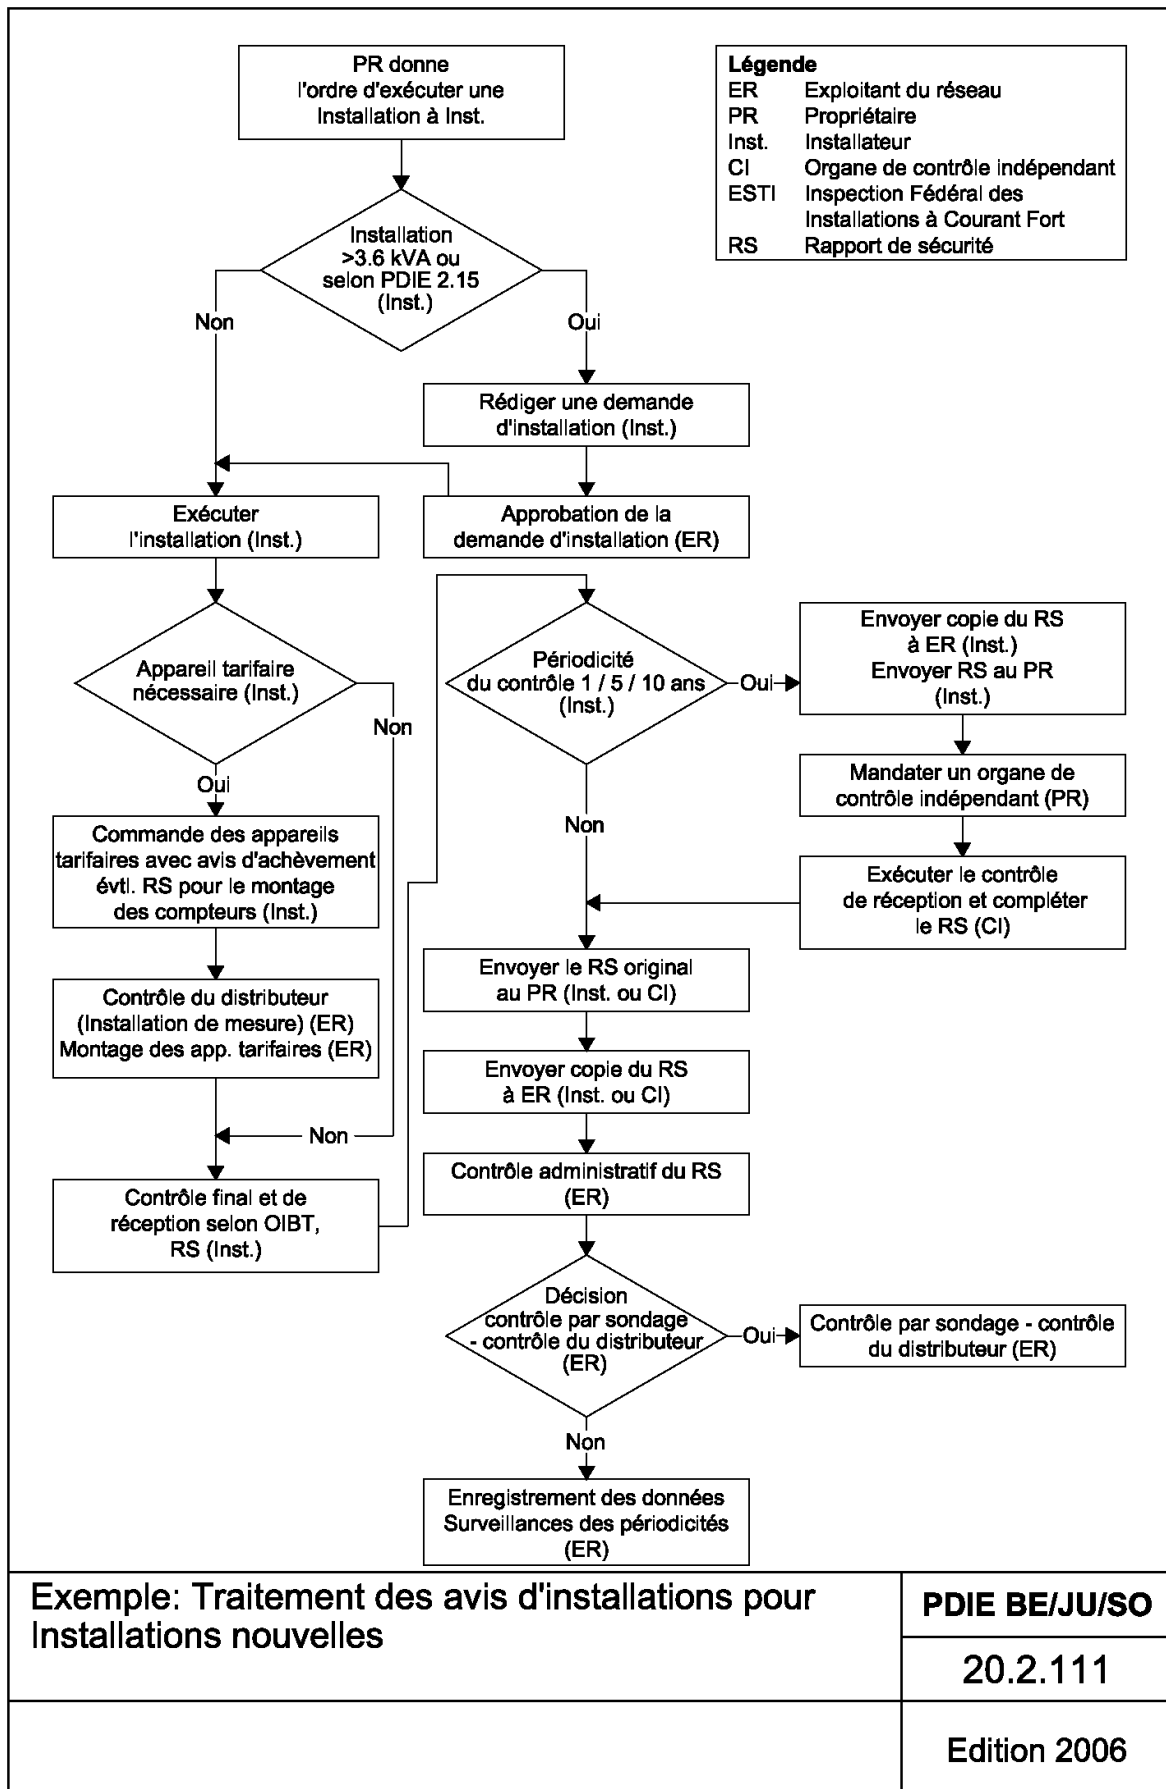 PR donne
l'ordre d'exécuter une
Installation à Inst.
Légende
ER Exploitant du réseau
PR Propriétaire
Inst. Installateur
CI Organe de contrôle indépendant
ESTI Inspection Fédéral des
Installations à Courant Fort
RS Rapport de sécurité
Installation
>3.6 kVA ou
selon PDIE 2.15
(Inst.)
Non
Oui
Rédiger une demande
d'installation (Inst.)
Exécuter
l'installation (Inst.)
Approbation de la
demande d'installation (ER)
Appareil tarifaire
nécessaire (Inst.)
Non
Oui
Périodicité
du contrôle 1 / 5 / 10 ans
(Inst.)
Oui
Non
Envoyer copie du RS
à ER (Inst.)
Envoyer RS au PR
(Inst.)
Mandater un organe de
contrôle indépendant (PR)
Exécuter le contrôle
de réception et compléter
le RS (CI)
Commande des appareils
tarifaires avec avis d'achèvement
évtl. RS pour le montage
des compteurs (Inst.)
Contrôle du distributeur
(Installation de mesure) (ER)
Montage des app. tarifaires (ER)
Non
Contrôle final et de
réception selon OIBT,
RS (Inst.)
Envoyer le RS original
au PR (Inst. ou CI)
Envoyer copie du RS
à ER (Inst. ou CI)
Contrôle administratif du RS
(ER)
Décision
contrôle par sondage
- contrôle du distributeur
(ER)
Oui
Contrôle par sondage - contrôle
du distributeur (ER)
Non
Enregistrement des données
Surveillances des périodicités
(ER)
Exemple: Traitement des avis d'installations pour
Installations nouvelles
PDIE BE/JU/SO
20.2.111
Edition 2006